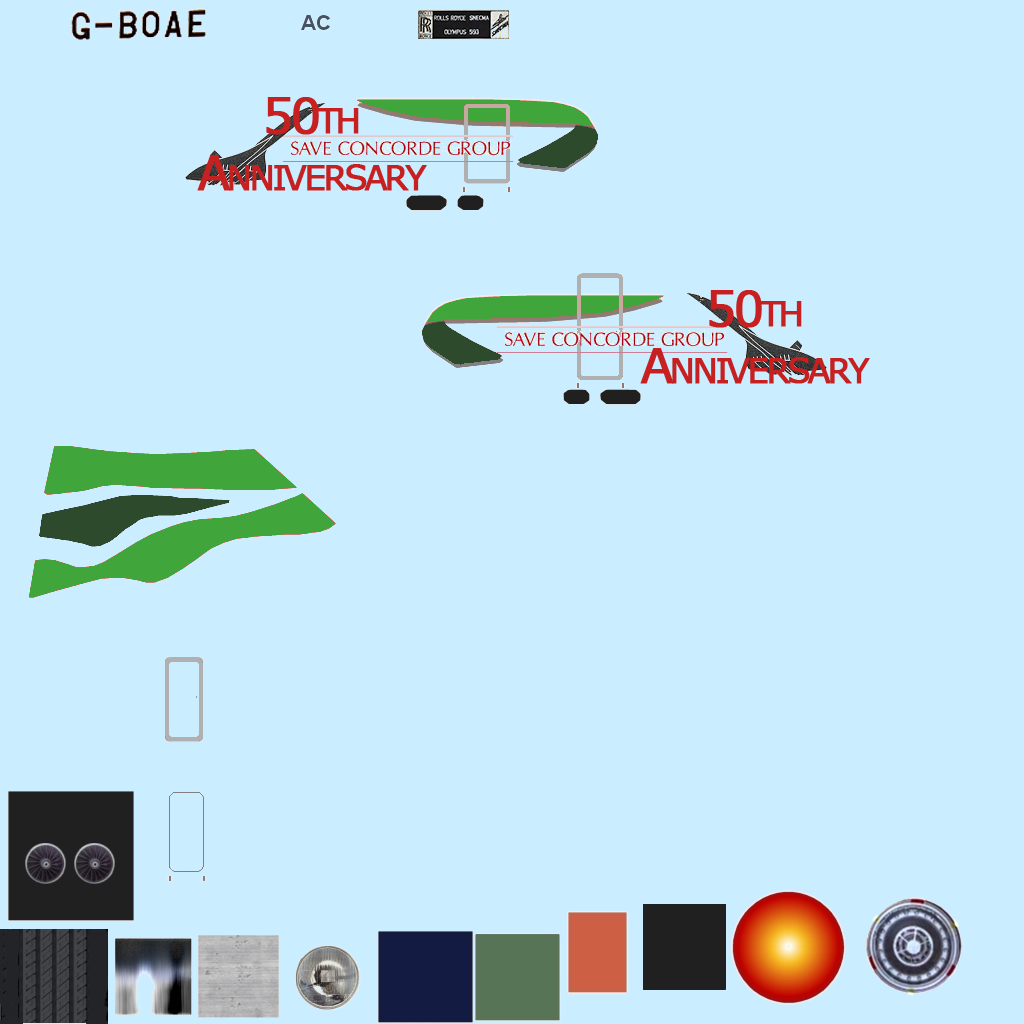 G-BOAE
AC
ROLLS ROYCE SNECMA
OLYMPUS 593
50TH
SAVE CONCORDE GROUP
ANNIVERSARY
50TH
SAVE CONCORDE GROUP
ANNIVERSARY